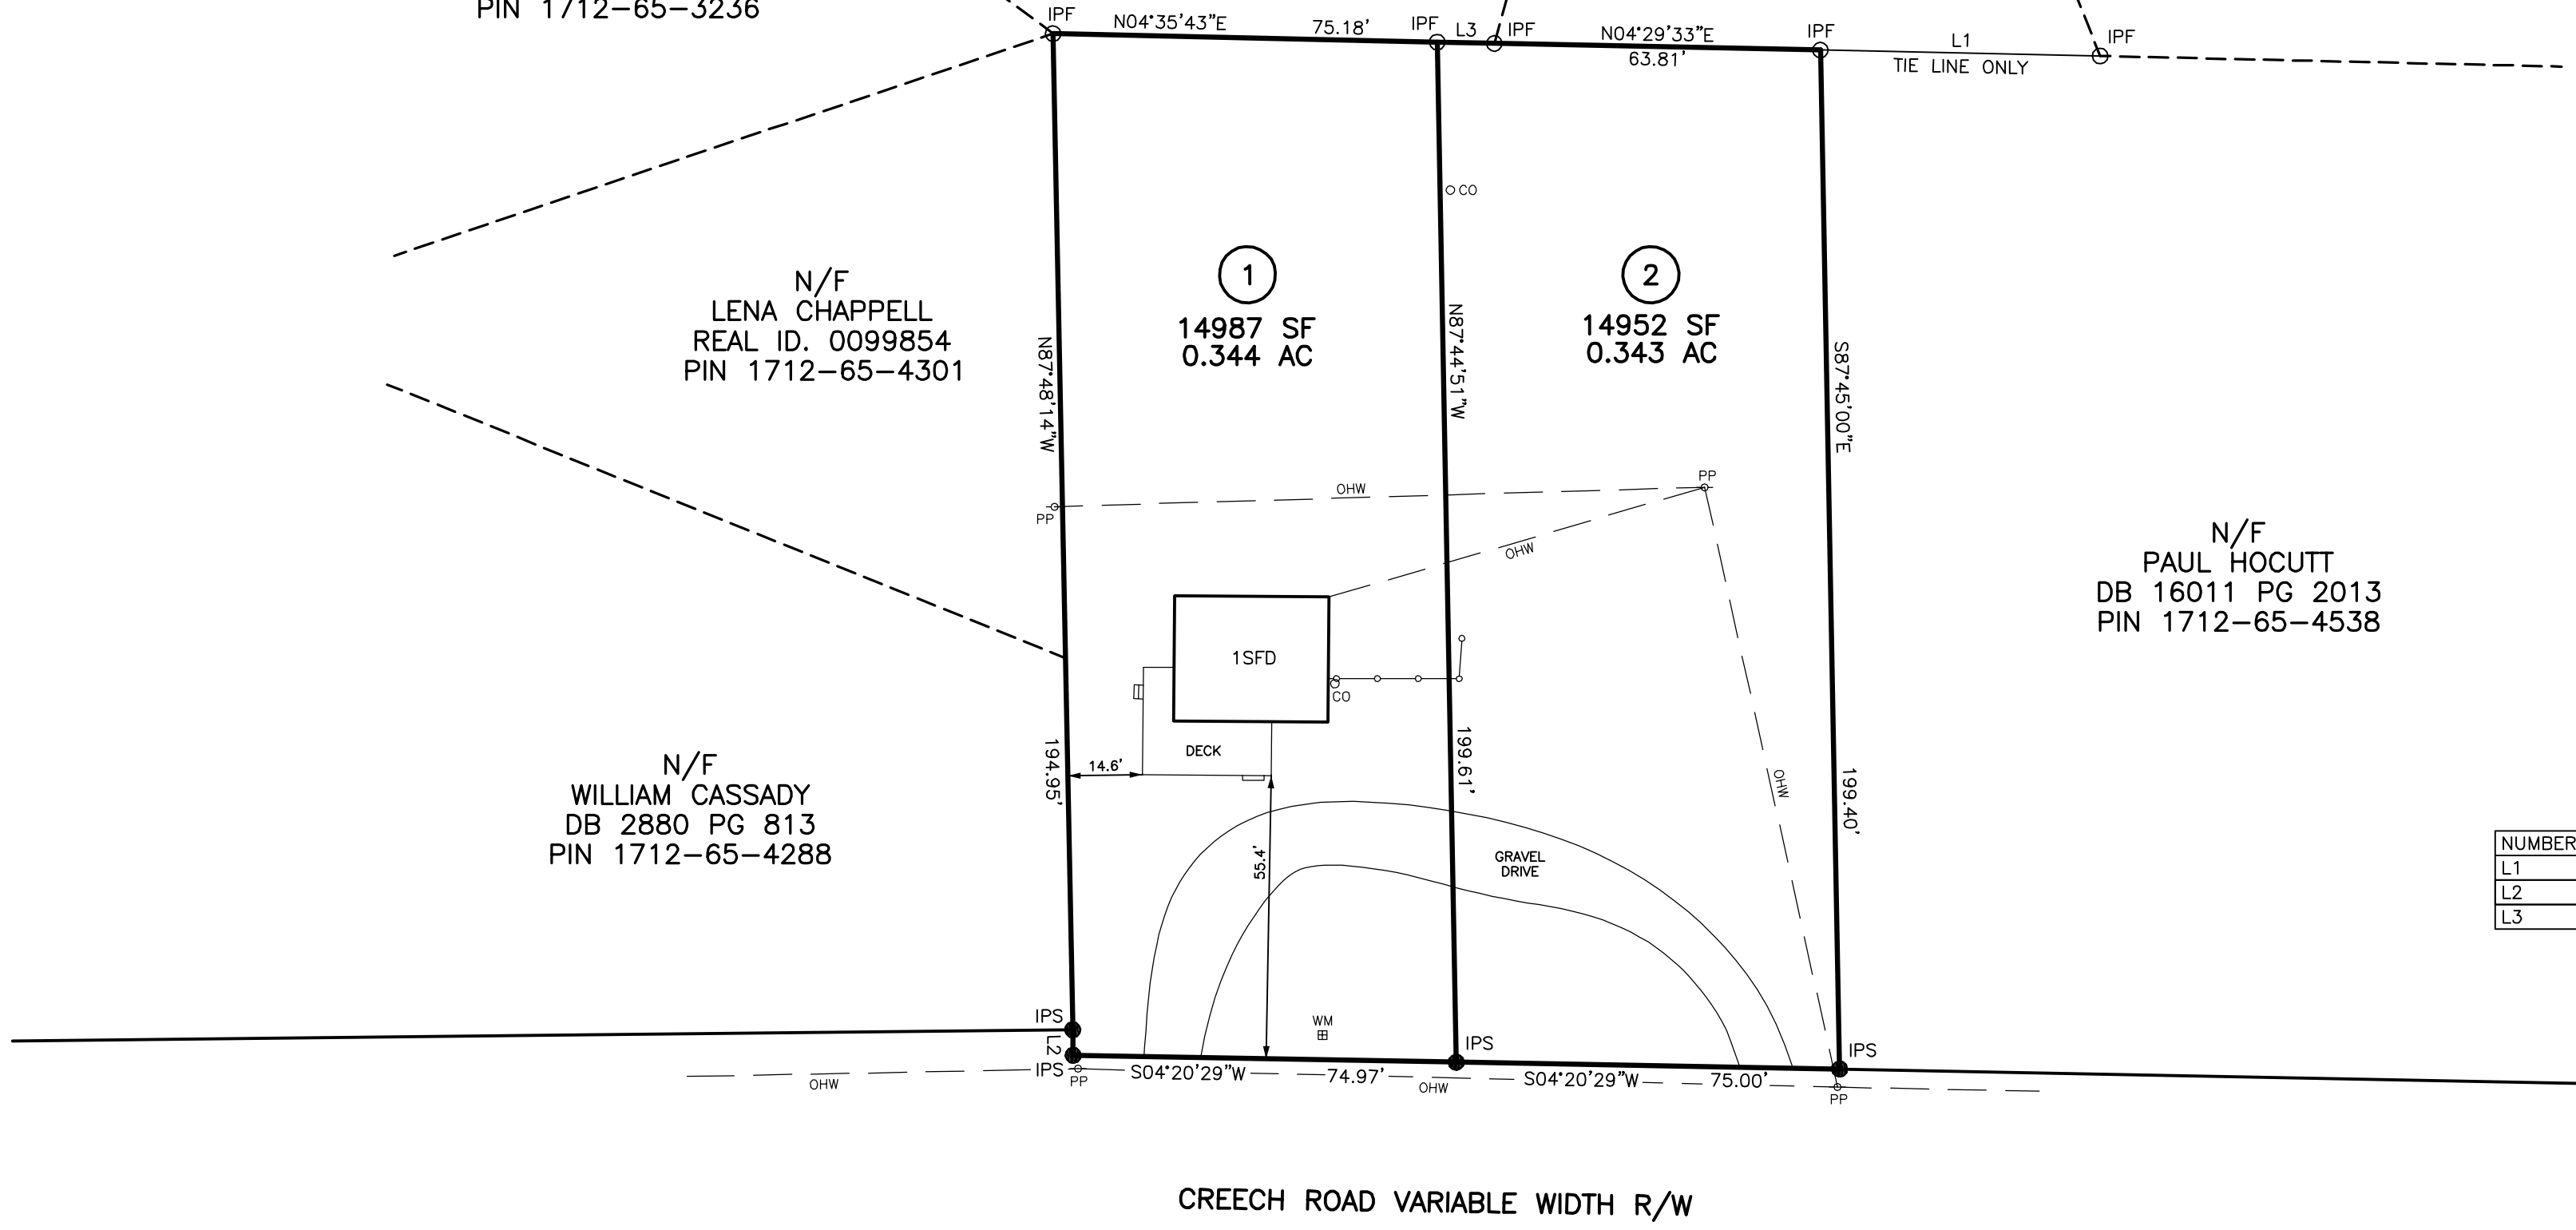 PIN 1712-65-3236
IPF
N04°35'43"E
75.18'
IPF
L3
IPF
N04°29'33"E
63.81'
IPF
L1
TIE LINE ONLY
IPF
CO
1
14987 SF
0.344 AC
2
14952 SF
0.343 AC
N/F
LENA CHAPPELL
REAL ID. 0099854
PIN 1712-65-4301
N87°48'14"W
194.95'
N87°44'51"W
199.61'
S87°45'00"E
199.40'
PP
OHW
PP
OHW
OHW
1SFD
CO
DECK
14.6'
55.4'
GRAVEL
DRIVE
N/F
PAUL HOCUTT
DB 16011 PG 2013
PIN 1712-65-4538
N/F
WILLIAM CASSADY
DB 2880 PG 813
PIN 1712-65-4288
NUMBER
L1
L2
L3
IPS
L2
IPS
PP
WM
IPS
IPS
OHW
S04°20'29"W
74.97'
OHW
S04°20'29"W
75.00'
PP
CREECH ROAD VARIABLE WIDTH R/W